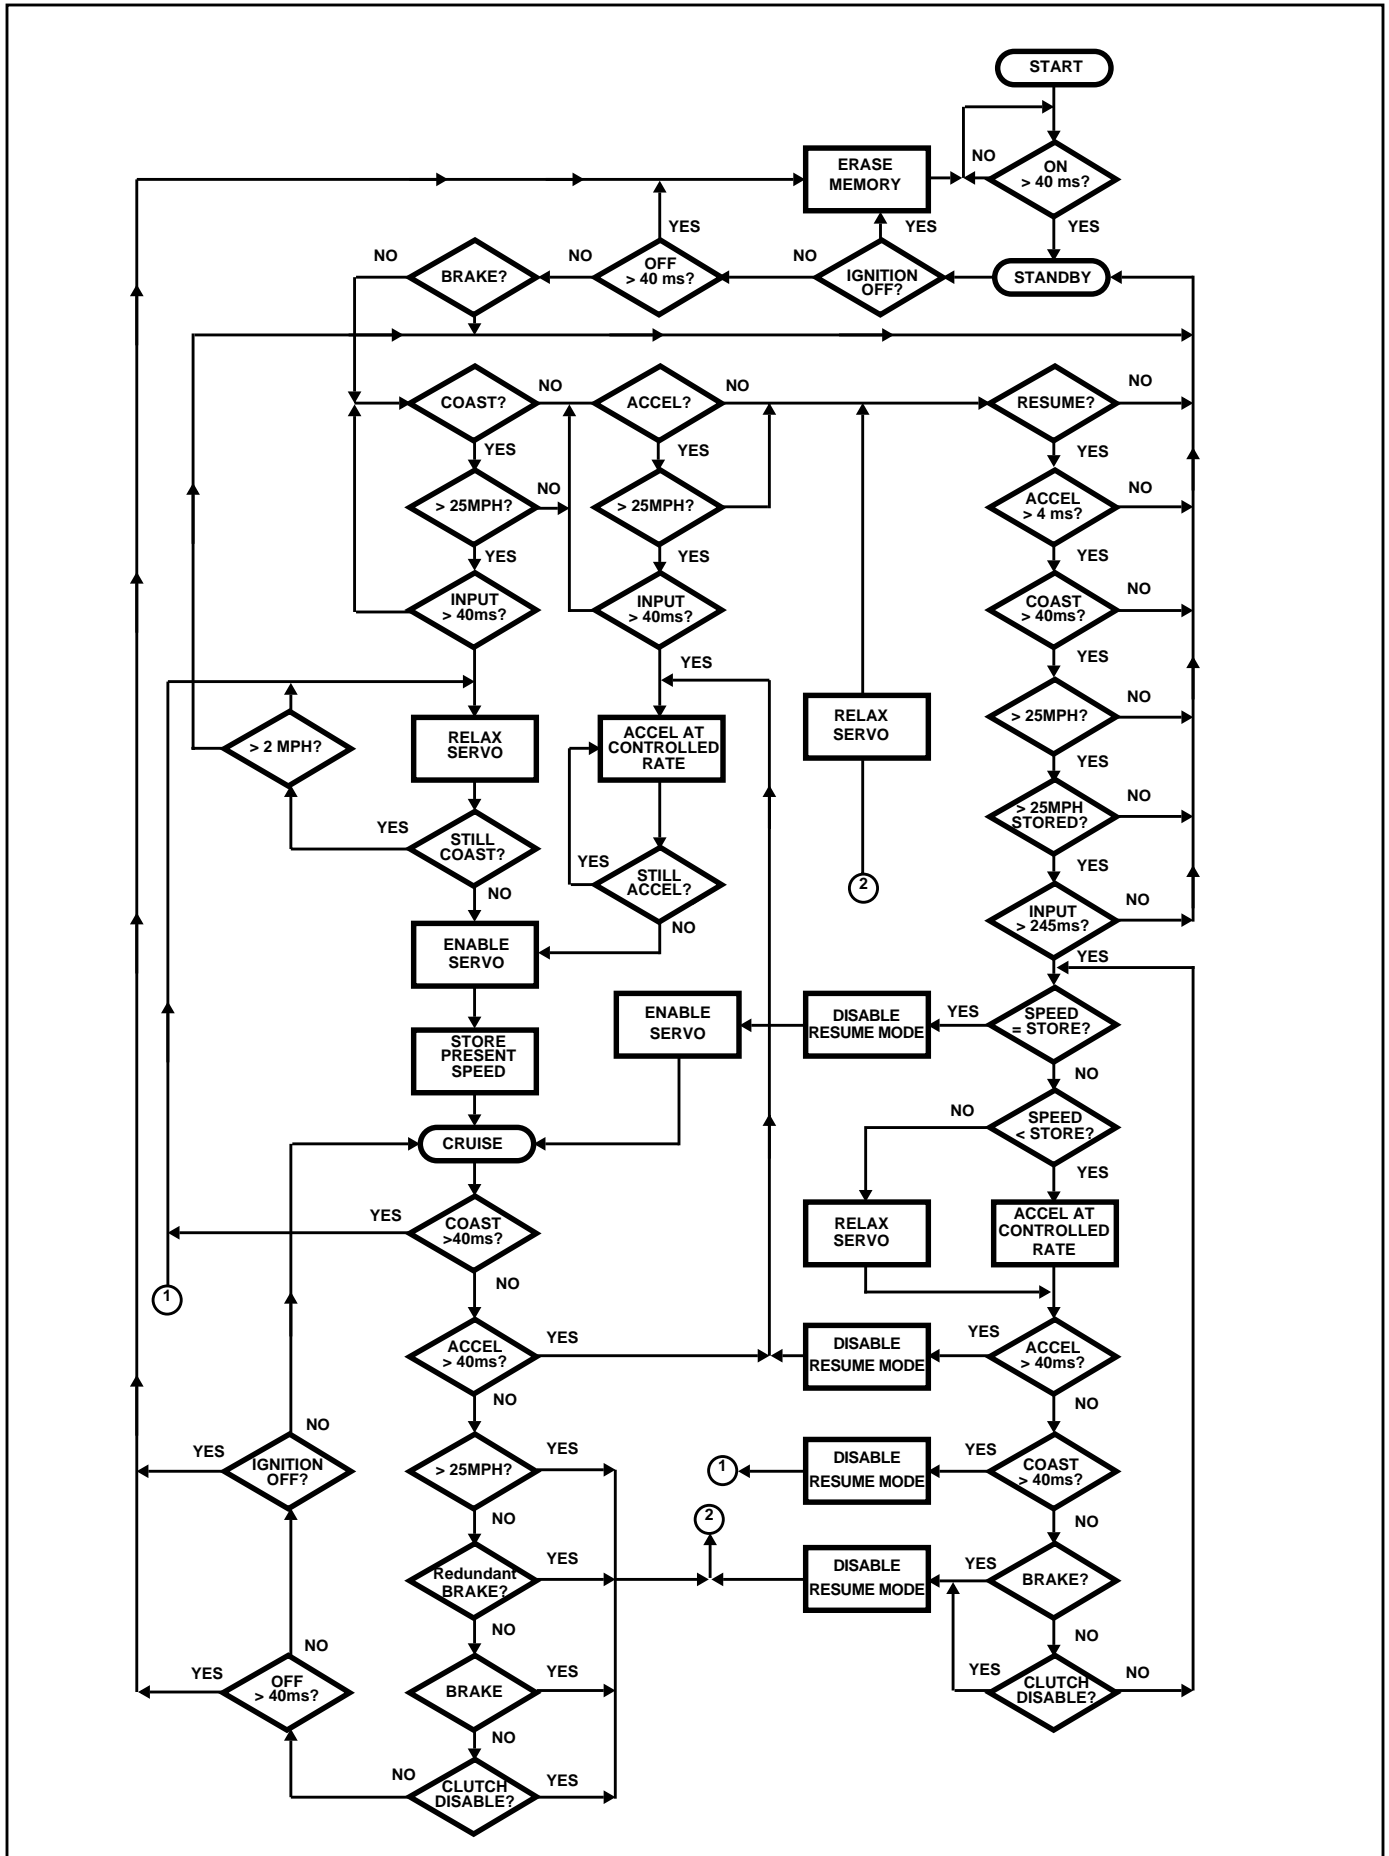 START
NO
ON
> 40 ms?
ERASE
MEMORY
YES
YES
YES
NO
BRAKE?
NO
OFF
> 40 ms?
NO
IGNITION
OFF?
STANDBY
COAST?
NO
ACCEL?
NO
RESUME?
NO
YES
YES
YES
> 25MPH?
NO
> 25MPH?
ACCEL
> 4 ms?
NO
YES
YES
YES
INPUT
> 40ms?
INPUT
> 40ms?
COAST
> 40ms?
NO
YES
YES
> 2 MPH?
RELAX
SERVO
ACCEL AT
CONTROLLED
RATE
RELAX
SERVO
> 25MPH?
NO
YES
YES
STILL
COAST?
YES
STILL
ACCEL?
2
> 25MPH
STORED?
NO
YES
NO
NO
INPUT
> 245ms?
NO
YES
ENABLE
SERVO
ENABLE
SERVO
DISABLE
RESUME MODE
YES
SPEED
= STORE?
NO
STORE
PRESENT
SPEED
NO
SPEED
< STORE?
YES
CRUISE
YES
COAST
>40ms?
NO
RELAX
SERVO
ACCEL AT
CONTROLLED
RATE
1
ACCEL
> 40ms?
YES
DISABLE
RESUME MODE
YES
ACCEL
> 40ms?
NO
NO
NO
YES
IGNITION
OFF?
> 25MPH?
YES
1
DISABLE
RESUME MODE
YES
COAST
> 40ms?
NO
NO
2
Redundant
BRAKE?
YES
DISABLE
RESUME MODE
YES
BRAKE?
NO
NO
NO
YES
OFF
> 40ms?
BRAKE
YES
YES
CLUTCH
DISABLE?
NO
NO
NO
CLUTCH
DISABLE?
YES